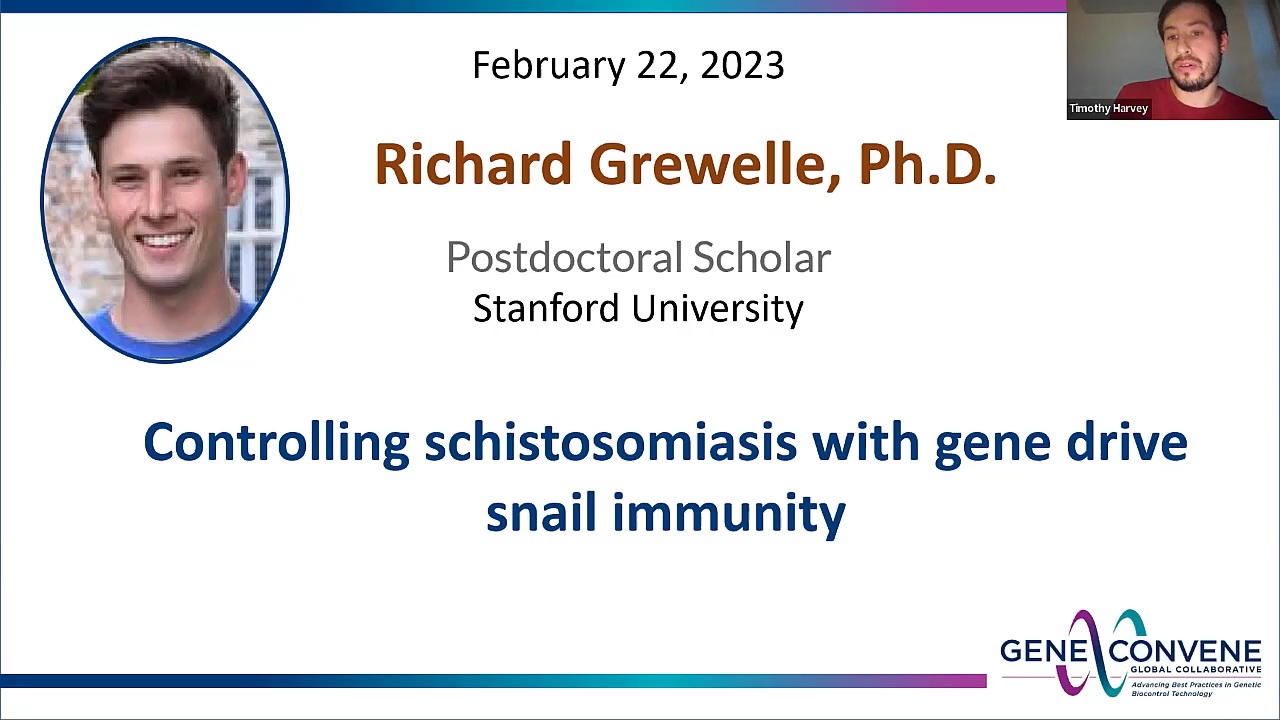 February 22, 2023
Timothy Harvey
Richard Grewelle, Ph.D.
Postdoctoral Scholar
Stanford University
Controlling schistosomiasis with gene drive
snail immunity
GENE CONVENE
GLOBAL COLLABORATIVE
Advancing Best Practices in Genetic
Biocontrol Technology